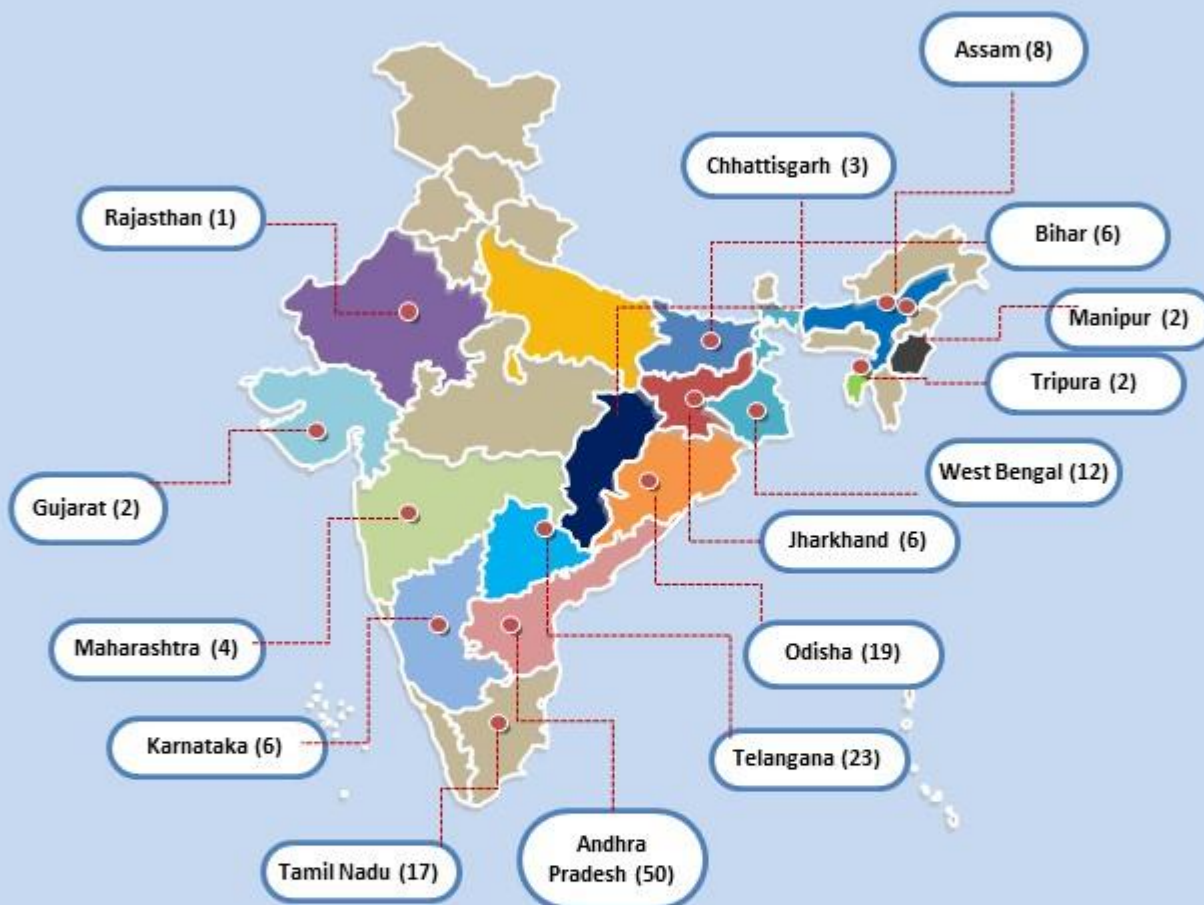 Assam (8)
Chhattisgarh (3)
Rajasthan (1)
Bihar (6)
Manipur (2)
Tripura (2)
West Bengal (12)
Gujarat (2)
Jharkhand (6)
Maharashtra (4)
Odisha (19)
Karnataka (6)
Telangana (23)
Tamil Nadu (17)
Andhra
Pradesh (50)